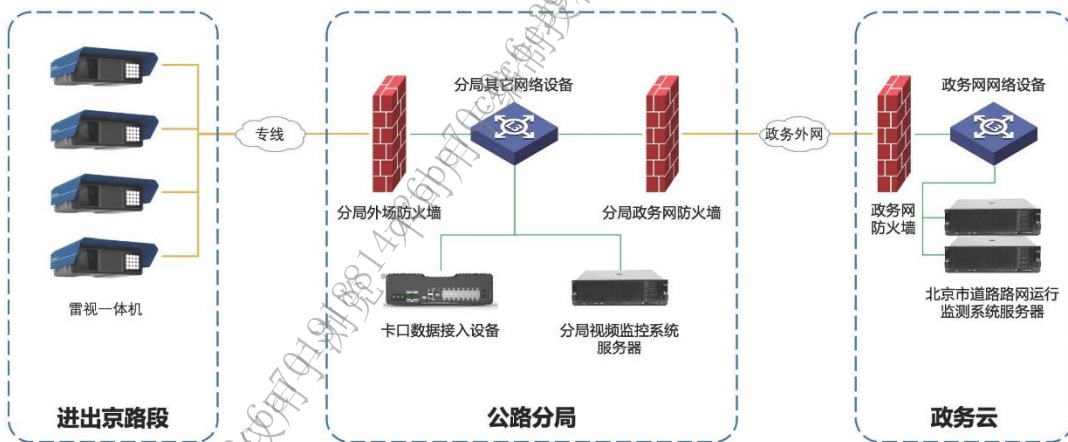 专线
分局其它网络设备
政务外网
政务网网络设备
分局外场防火墙
分局政务网防火墙
政务网
防火墙
雷视一体机
卡口数据接入设备
分局视频监控系统
服务器
北京市道路路网运行
监测系统服务器
进出京路段
公路分局
政务云